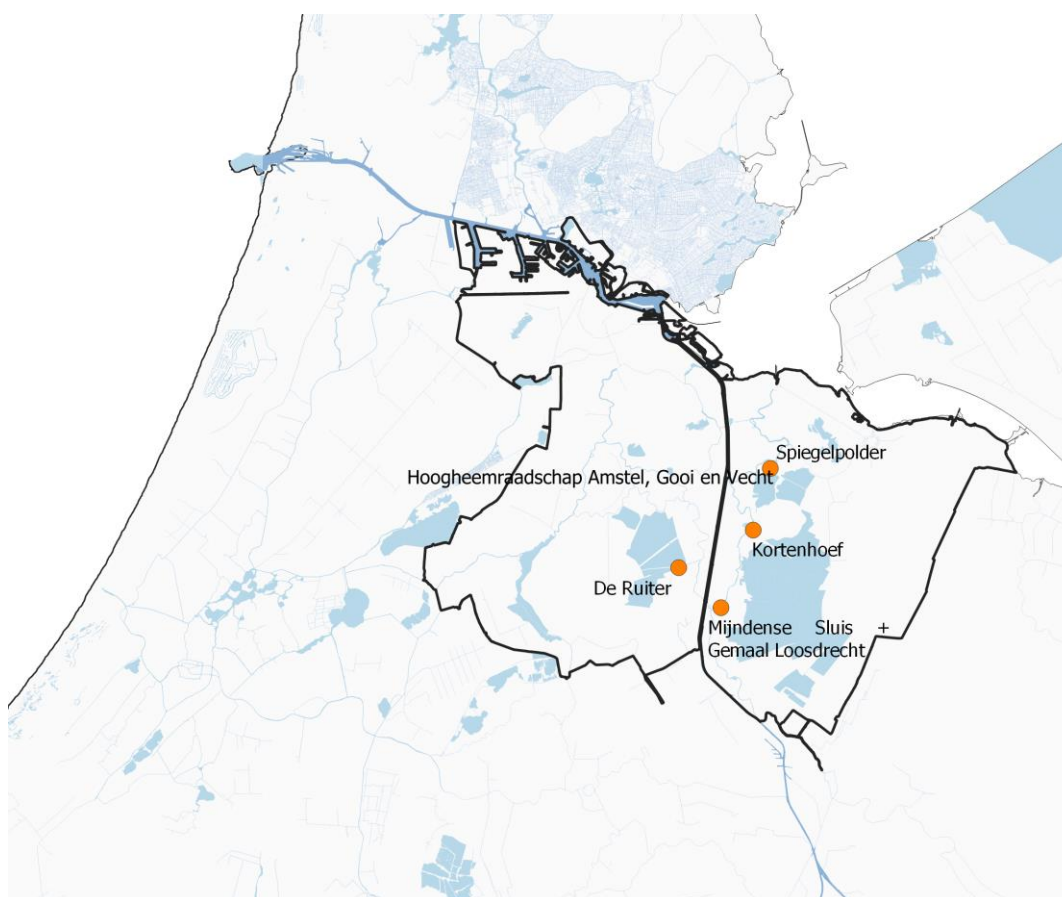 Spiegelpolder
Hoogheemraadschap Amstel, Gooi en Vecht
Kortenhoef
De Ruiter
Mijndense Sluis +
Gemaal Loosdrecht